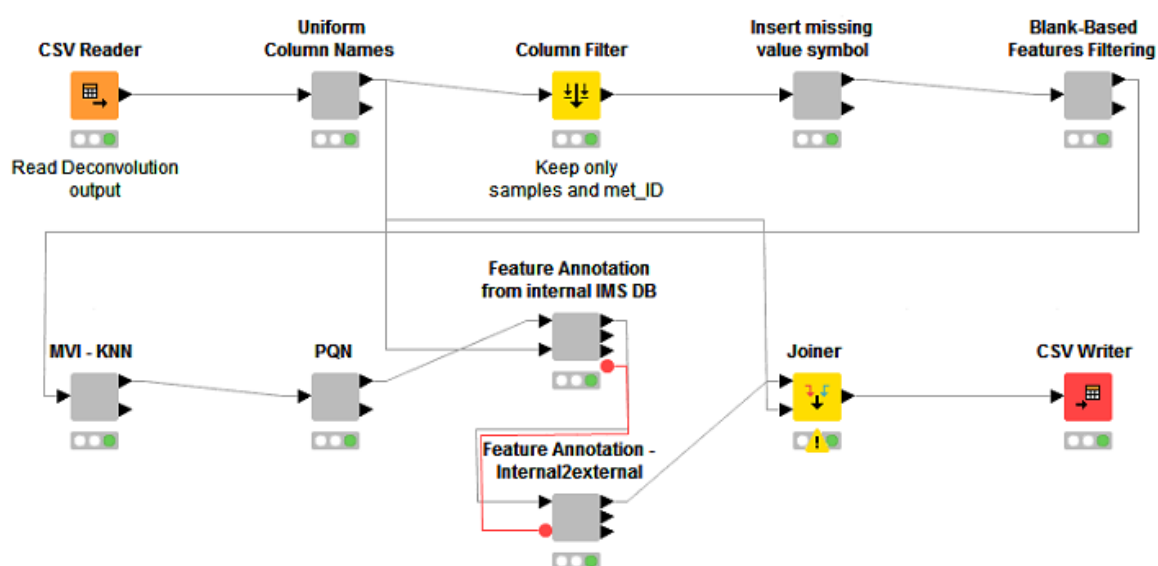 CSV Reader
Uniform
Column Names
Column Filter
Insert missing
value symbol
Blank-Based
Features Filtering
Read Deconvolution
output
Keep only
samples and met_ID
Feature Annotation
from internal IMS DB
MVI - KNN
PQN
Joiner
CSV Writer
Feature Annotation -
Internal2external